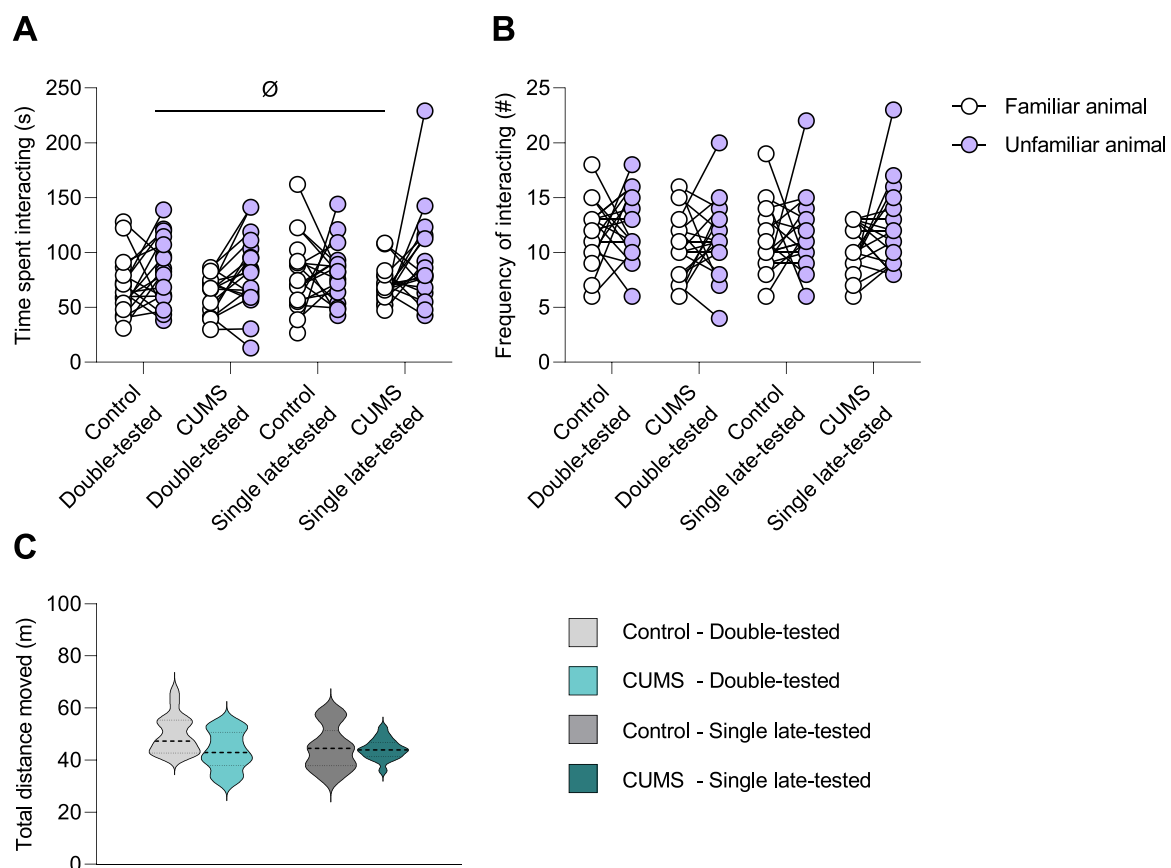 A
Time spent interacting (s)
250
200
150
100
50
0
Ø
Control
Double-tested
CUMS
Double-tested
Control
Single late-tested
CUMS
Single late-tested
B
Frequency of interacting (#)
25
20
15
10
5
0
Control
Double-tested
CUMS
Double-tested
Control
Single late-tested
CUMS
Single late-tested
Familiar animal
Unfamiliar animal
C
Total distance moved (m)
100
80
60
40
20
0
Control - Double-tested
CUMS - Double-tested
Control - Single late-tested
CUMS - Single late-tested